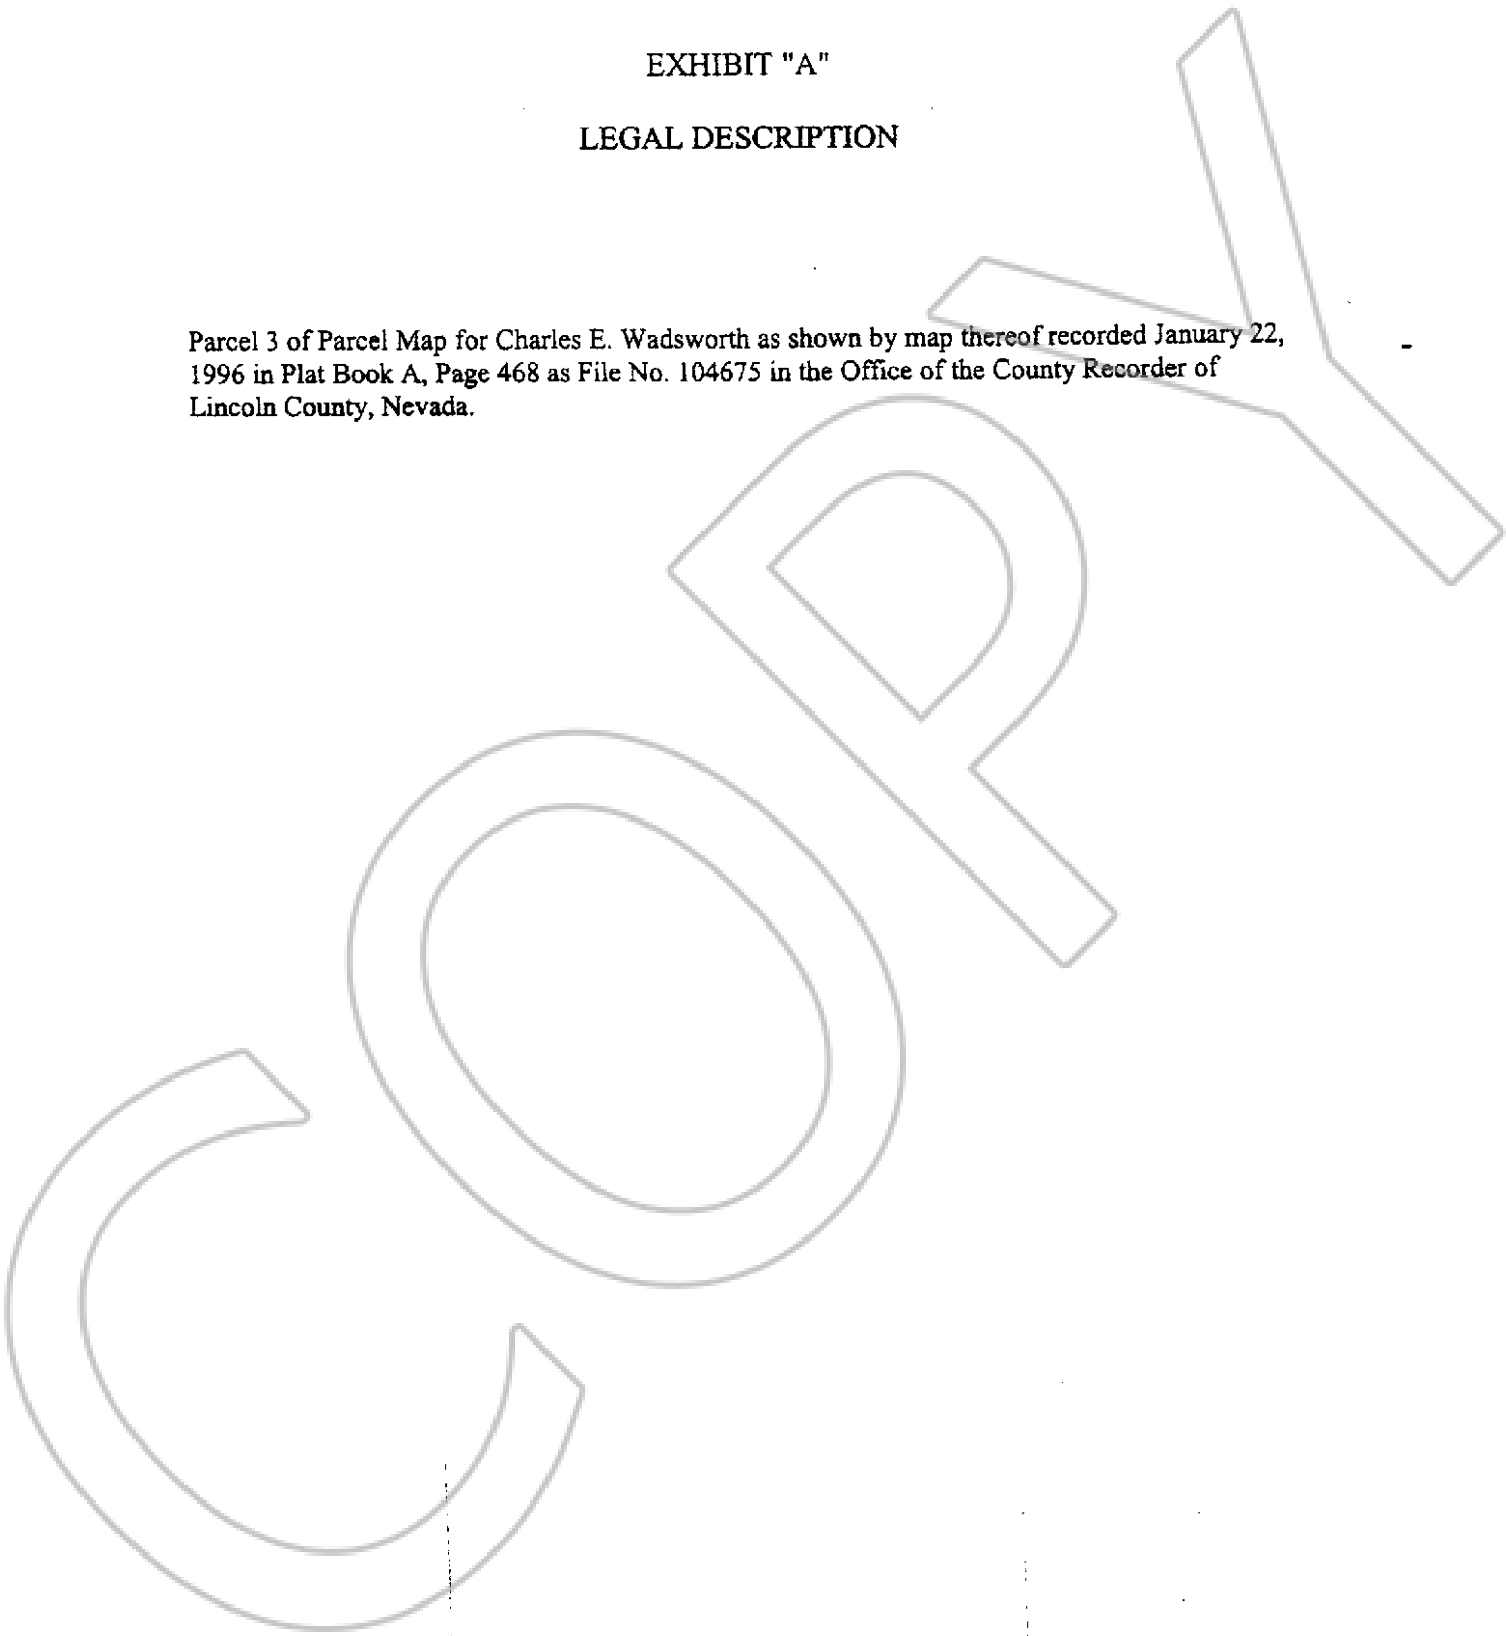 EXHIBIT "A"
LEGAL DESCRIPTION
Parcel 3 of Parcel Map for Charles E. Wadsworth as shown by map thereof recorded January 22,
1996 in Plat Book A, Page 468 as File No. 104675 in the Office of the County Recorder of
Lincoln County, Nevada.
COPY